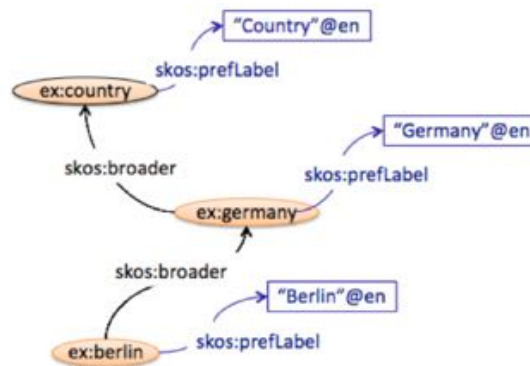 “Country”@en
skos:prefLabel
ex:country
“Germany”@en
skos:broader
skos:prefLabel
ex:germany
skos:broader
“Berlin”@en
skos:prefLabel
ex:berlin